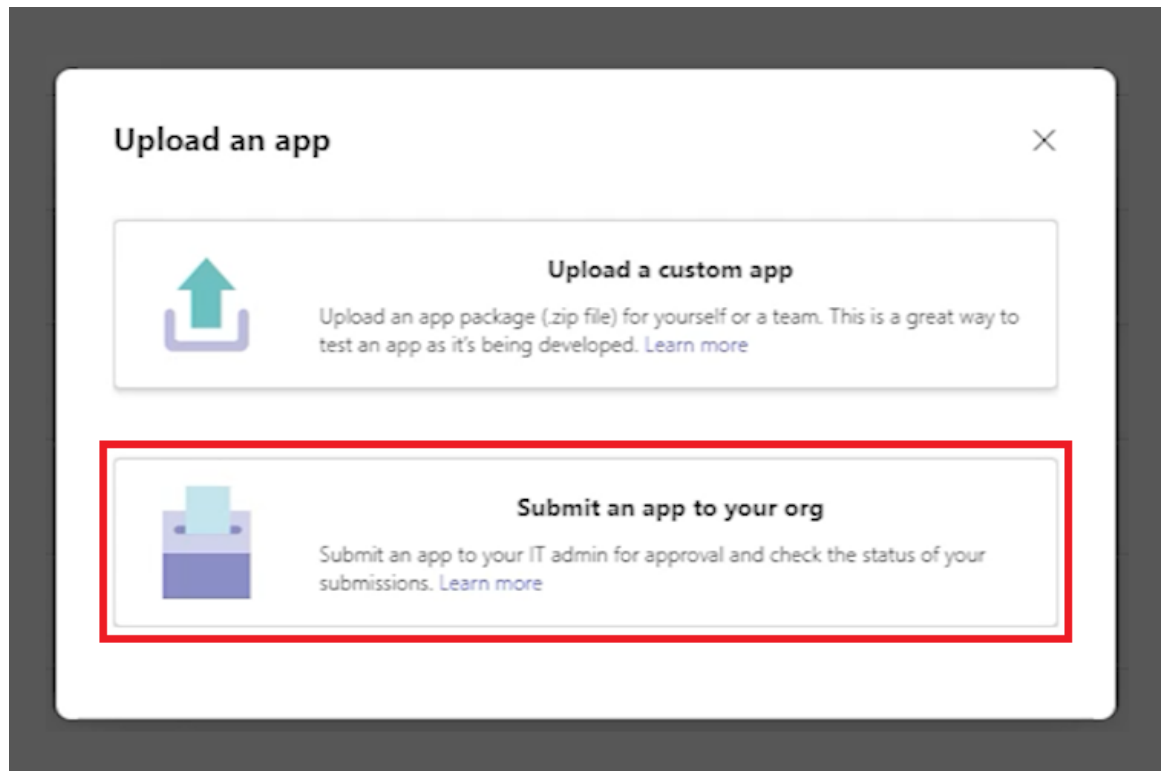 Upload an app
Upload a custom app
Upload an app package (.zip file) for yourself or a team. This is a great way to
test an app as it's being developed. Learn more
Submit an app to your org
Submit an app to your IT admin for approval and check the status of your
submissions. Learn more